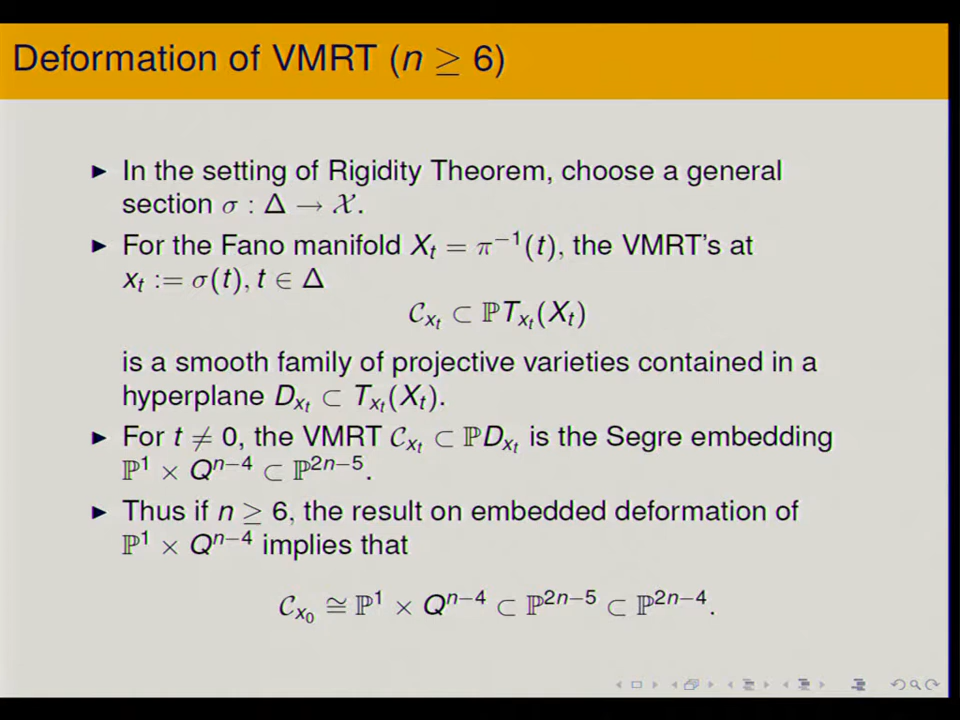 Deformation of VMRT (n ≥ 6)
▶ In the setting of Rigidity Theorem, choose a general
section σ : Δ → 𝒳.
▶ For the Fano manifold X_t = π⁻¹(t), the VMRT's at
x_t := σ(t), t ∈ Δ
𝒞_{x_t} ⊂ ℙT_{x_t}(X_t)
is a smooth family of projective varieties contained in a
hyperplane D_{x_t} ⊂ T_{x_t}(X_t).
▶ For t ≠ 0, the VMRT 𝒞_{x_t} ⊂ ℙD_{x_t} is the Segre embedding
ℙ¹ × Q^{n−4} ⊂ ℙ^{2n−5}.
▶ Thus if n ≥ 6, the result on embedded deformation of
ℙ¹ × Q^{n−4} implies that
𝒞_{x_0} ≅ ℙ¹ × Q^{n−4} ⊂ ℙ^{2n−5} ⊂ ℙ^{2n−4}.